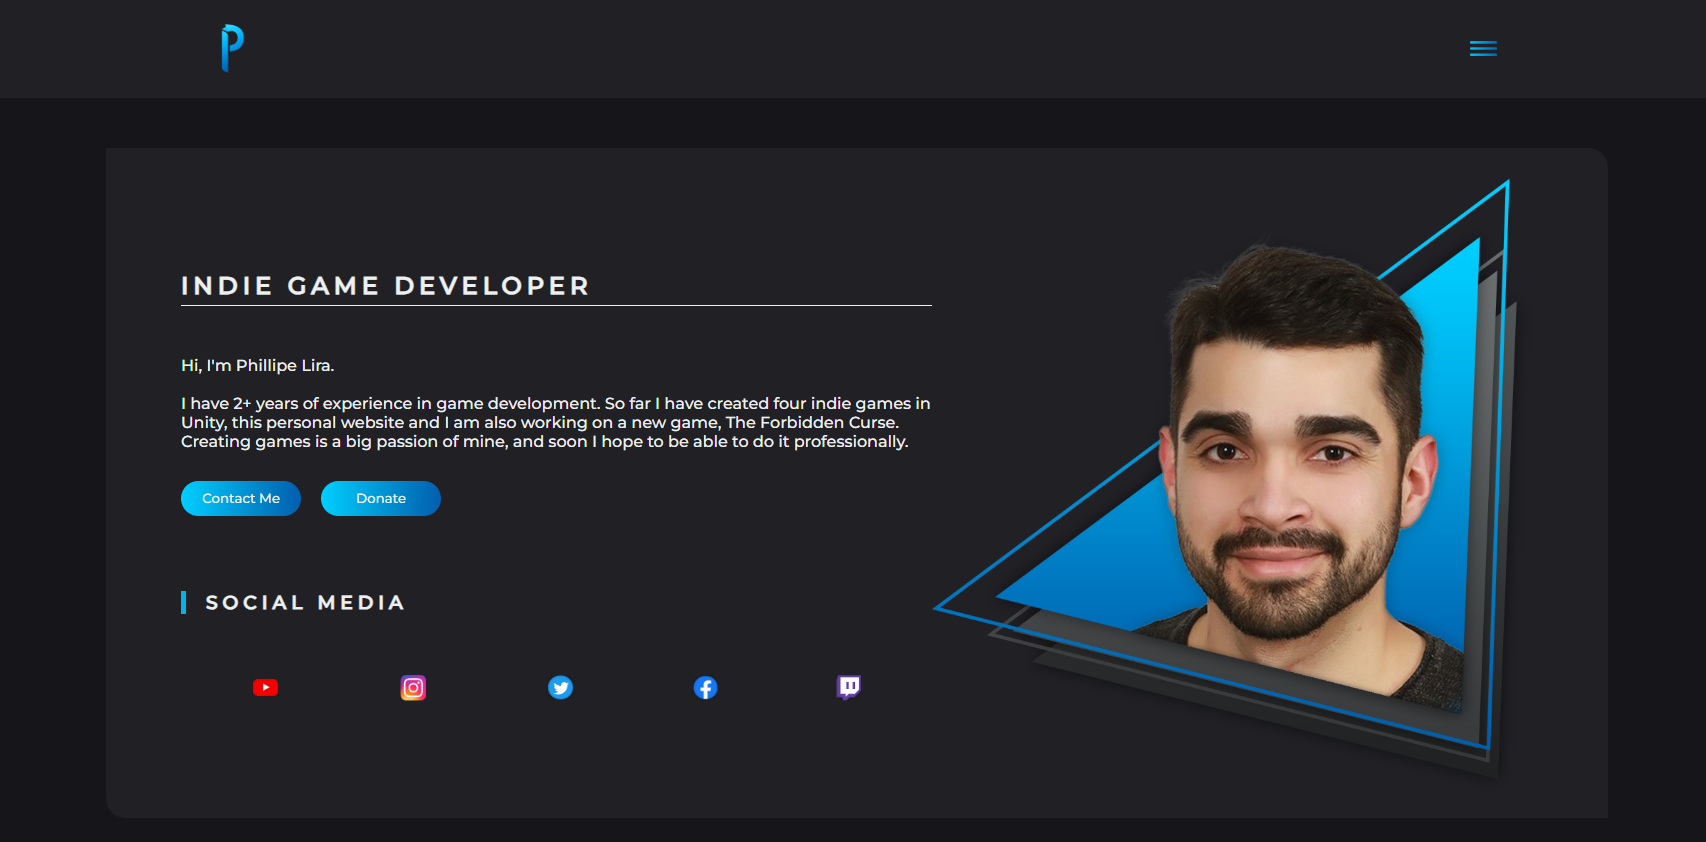 P
INDIE GAME DEVELOPER
Hi, I'm Phillipe Lira.
I have 2+ years of experience in game development. So far I have created four indie games in
Unity, this personal website and I am also working on a new game, The Forbidden Curse.
Creating games is a big passion of mine, and soon I hope to be able to do it professionally.
Contact Me
Donate
SOCIAL MEDIA